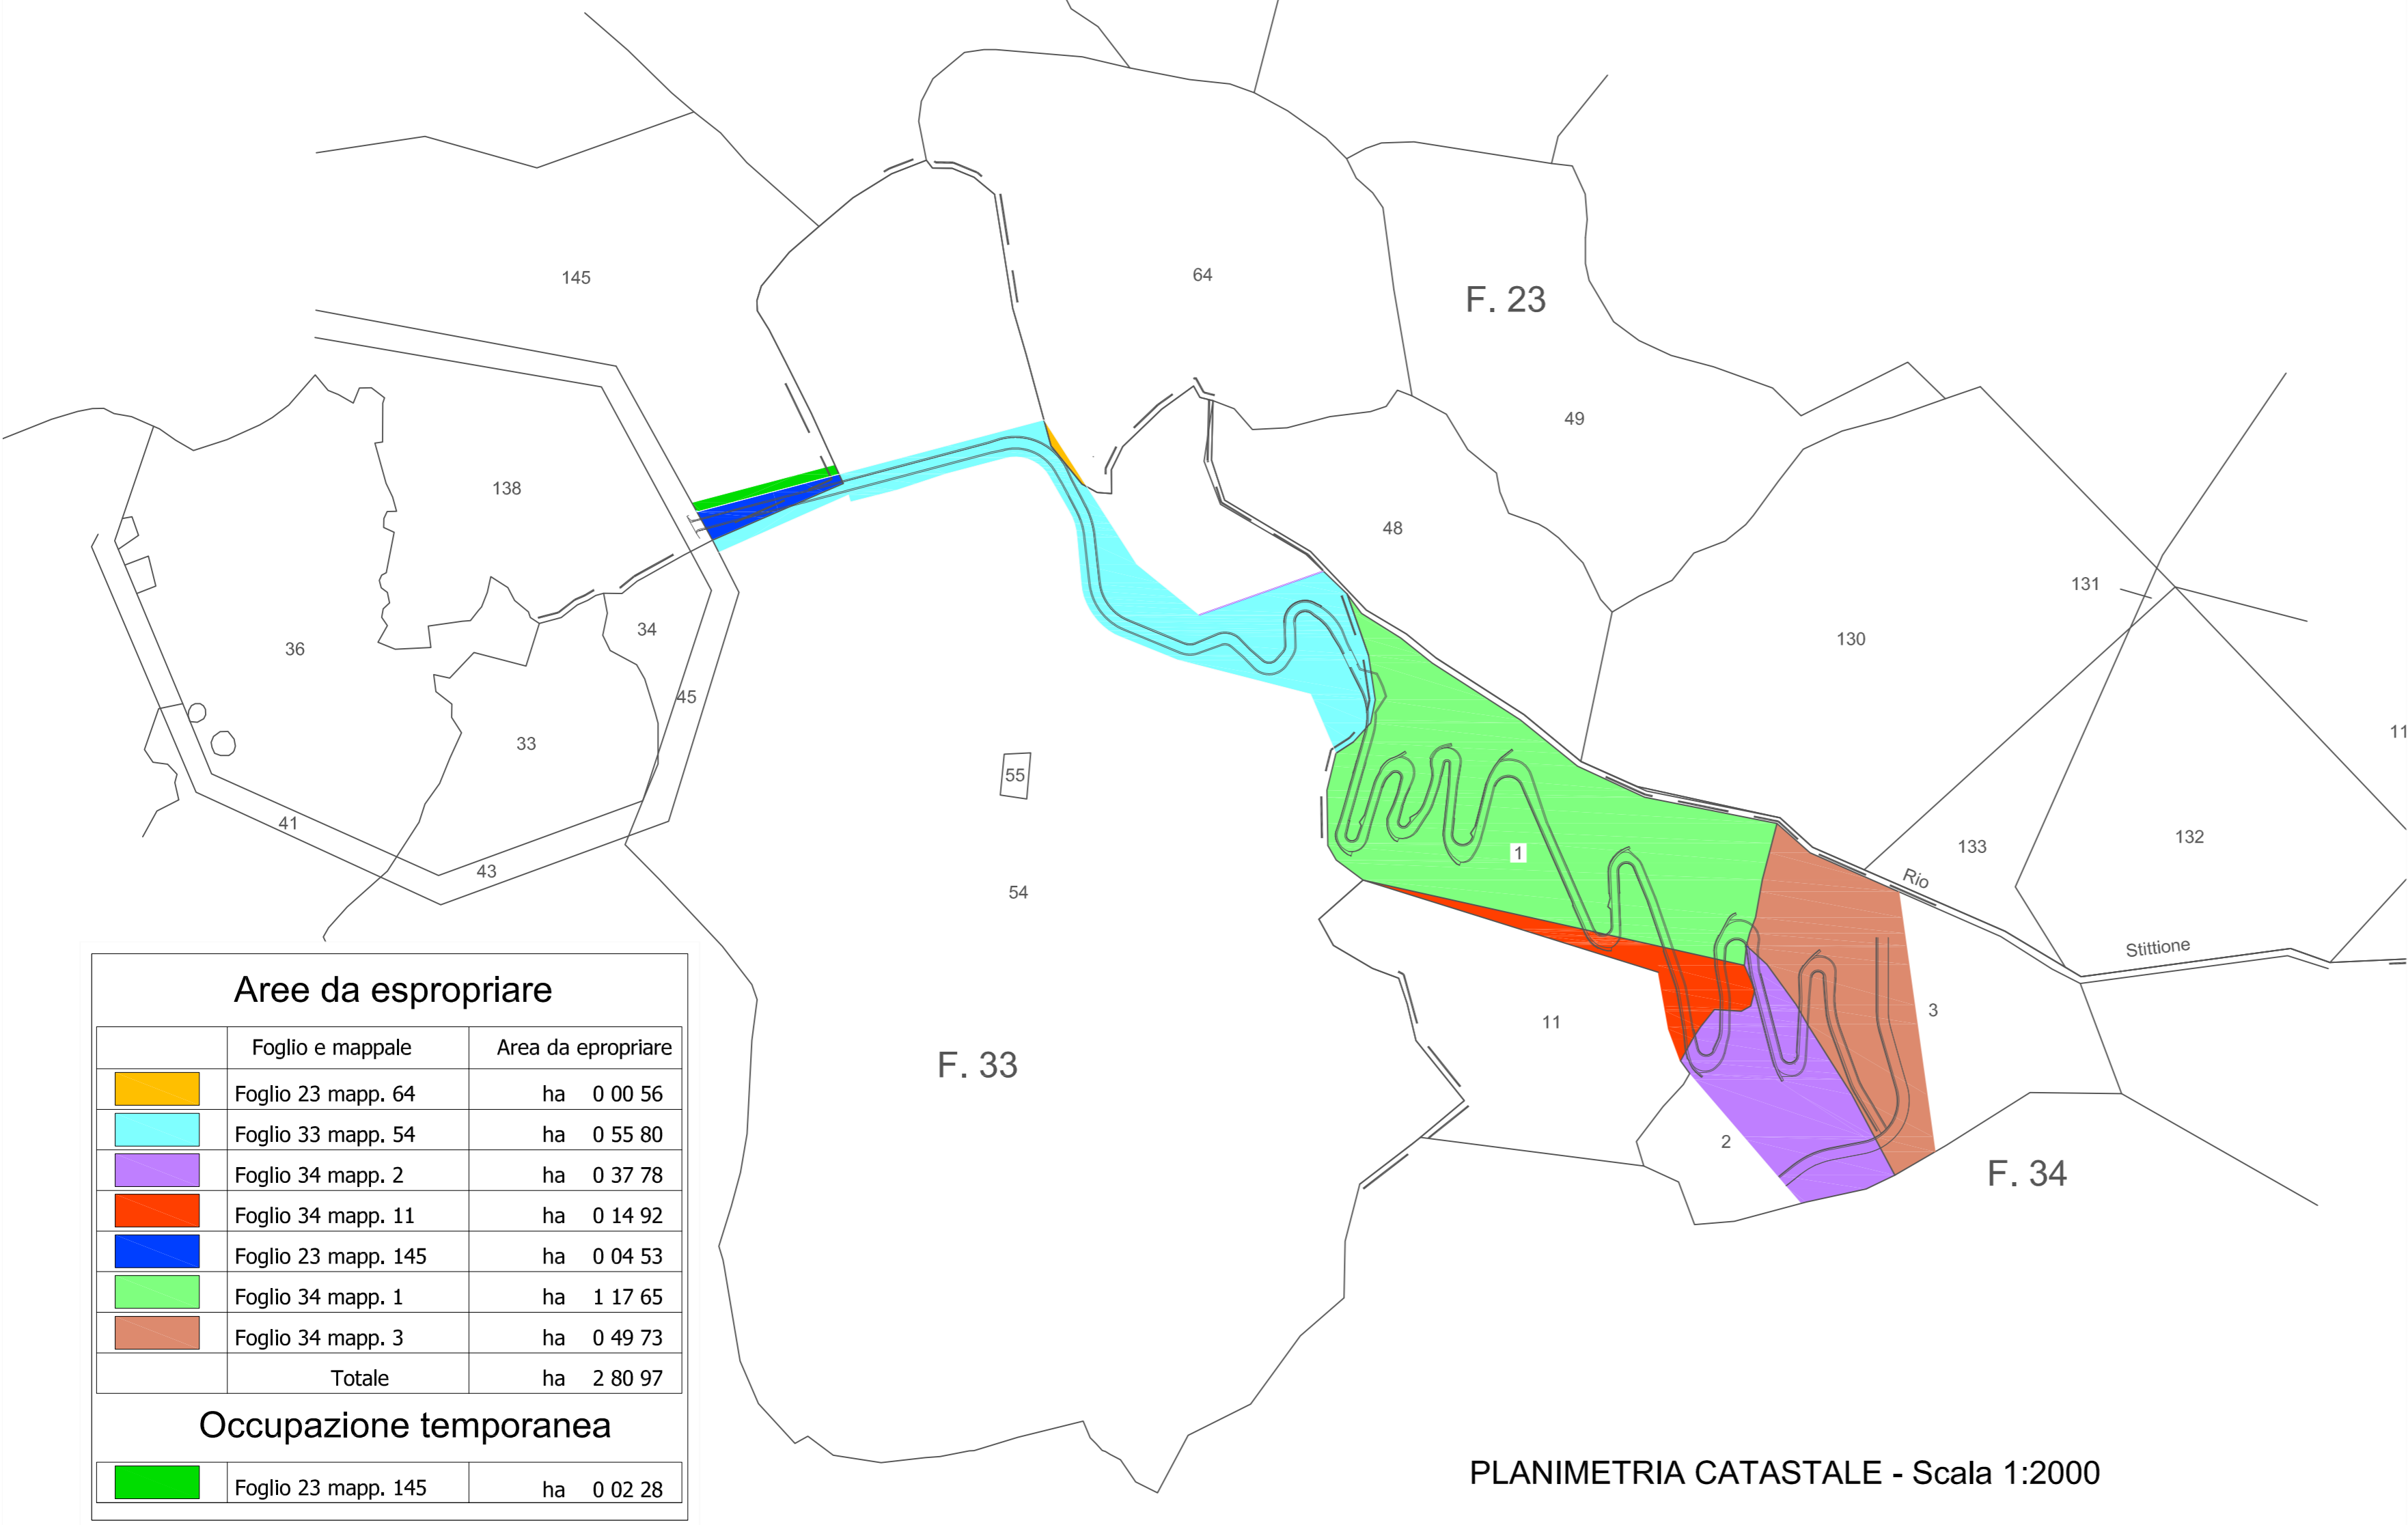 145
64
F. 23
49
138
48
131
130
34
36
45
33
11
55
41
1
133
132
43
Rio
54
Stittione
3
11
F. 33
2
F. 34
Aree da espropriare
Foglio e mappale Area da epropriare
Foglio 23 mapp. 64 ha 0 00 56
Foglio 33 mapp. 54 ha 0 55 80
Foglio 34 mapp. 2 ha 0 37 78
Foglio 34 mapp. 11 ha 0 14 92
Foglio 23 mapp. 145 ha 0 04 53
Foglio 34 mapp. 1 ha 1 17 65
Foglio 34 mapp. 3 ha 0 49 73
Totale ha 2 80 97
Occupazione temporanea
Foglio 23 mapp. 145 ha 0 02 28
PLANIMETRIA CATASTALE - Scala 1:2000